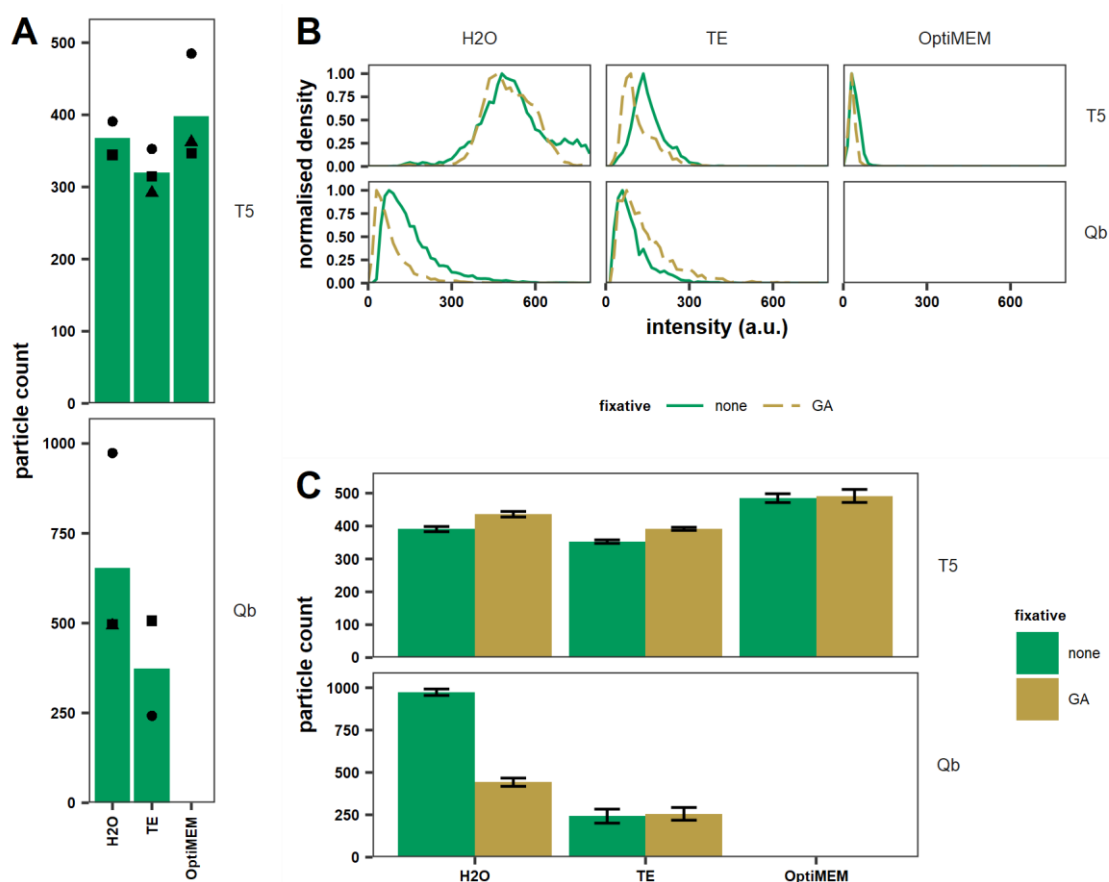 A
500
400
300
200
100
0
T5
particle count
1000
750
500
250
0
Qb
H2O
TE
OptiMEM
B
H2O TE OptiMEM
normalised density
1.00
0.75
0.50
0.25
0.00
T5
1.00
0.75
0.50
0.25
0.00
Qb
0 300 600 0 300 600 0 300 600
intensity (a.u.)
fixative none GA
C
particle count
500
400
300
200
100
0
T5
1000
750
500
250
0
Qb
H2O TE OptiMEM
fixative
none
GA